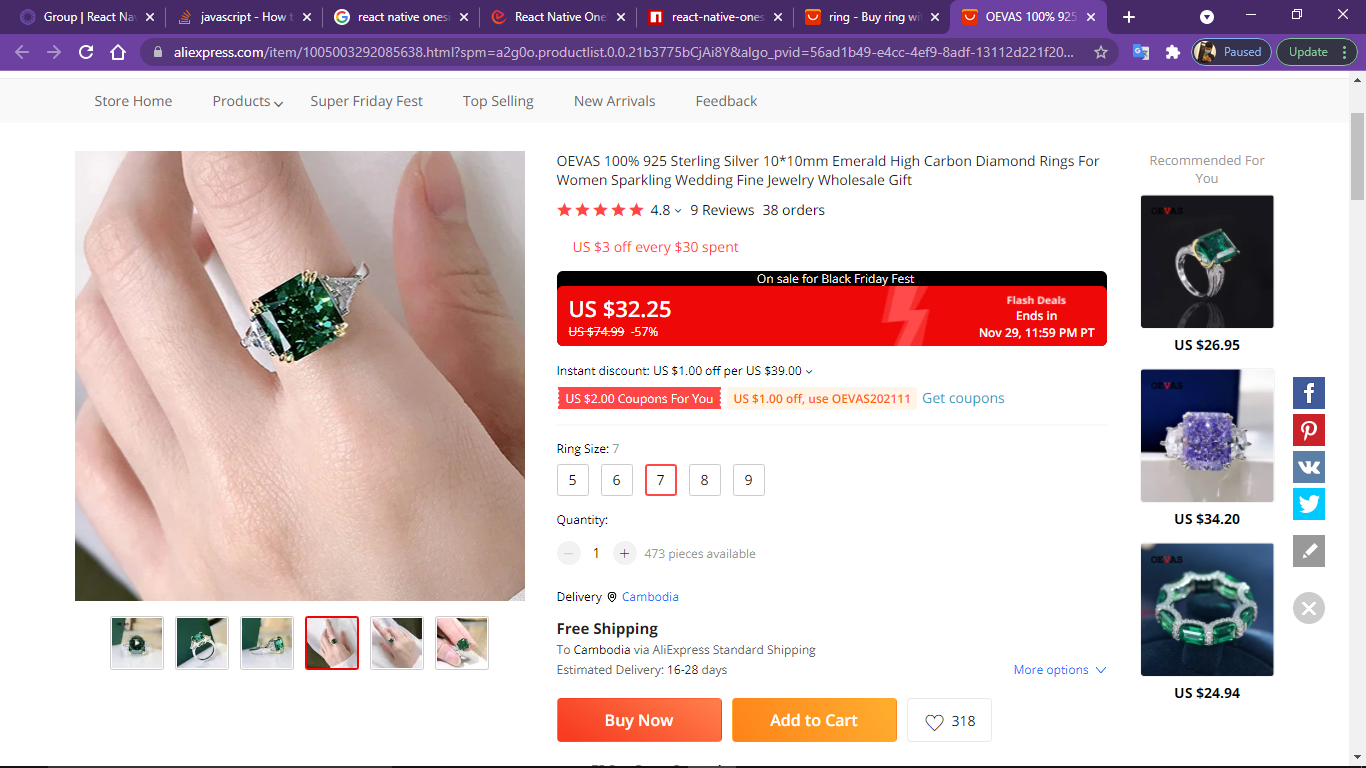 Group | React Na
javascript - How t
react native onesi
React Native One
react-native-ones
ring - Buy ring wi
OEVAS 100% 925
aliexpress.com/item/1005003292085638.html?spm=a2g0o.productlist.0.0.21b3775bCjAi8Y&algo_pvid=56ad1b49-e4cc-4ef9-8adf-13112d221f20...
Paused
Update
Store Home
Products
Super Friday Fest
Top Selling
New Arrivals
Feedback
OEVAS 100% 925 Sterling Silver 10*10mm Emerald High Carbon Diamond Rings For
Women Sparkling Wedding Fine Jewelry Wholesale Gift
4.8 9 Reviews 38 orders
US $3 off every $30 spent
On sale for Black Friday Fest
US $32.25
US $74.99 -57%
Flash Deals
Ends in
Nov 29, 11:59 PM PT
Instant discount: US $1.00 off per US $39.00
US $2.00 Coupons For You
US $1.00 off, use OEVAS202111
Get coupons
Ring Size: 7
5 6 7 8 9
Quantity:
1
473 pieces available
Delivery Cambodia
Free Shipping
To Cambodia via AliExpress Standard Shipping
Estimated Delivery: 16-28 days
More options
Buy Now
Add to Cart
318
Recommended For
You
OEVAS
US $26.95
OEVAS
US $34.20
OEVAS
US $24.94